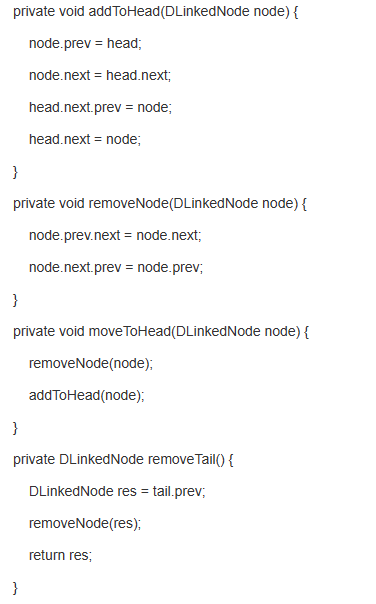 private void addToHead(DLinkedNode node) {
node.prev = head;
node.next = head.next;
head.next.prev = node;
head.next = node;
}
private void removeNode(DLinkedNode node) {
node.prev.next = node.next;
node.next.prev = node.prev;
}
private void moveToHead(DLinkedNode node) {
removeNode(node);
addToHead(node);
}
private DLinkedNode removeTail() {
DLinkedNode res = tail.prev;
removeNode(res);
return res;
}